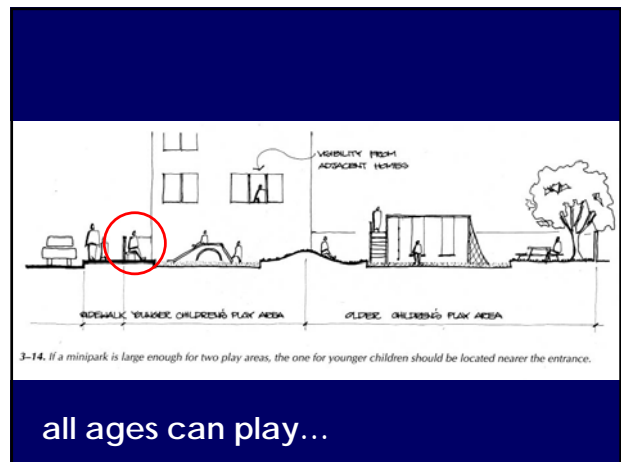 VISIBILITY FROM
ADJACENT HOMES
SIDEWALK YOUNGER CHILDREN'S PLAY AREA
OLDER CHILDREN'S PLAY AREA
3–14. If a minipark is large enough for two play areas, the one for younger children should be located nearer the entrance.
all ages can play...